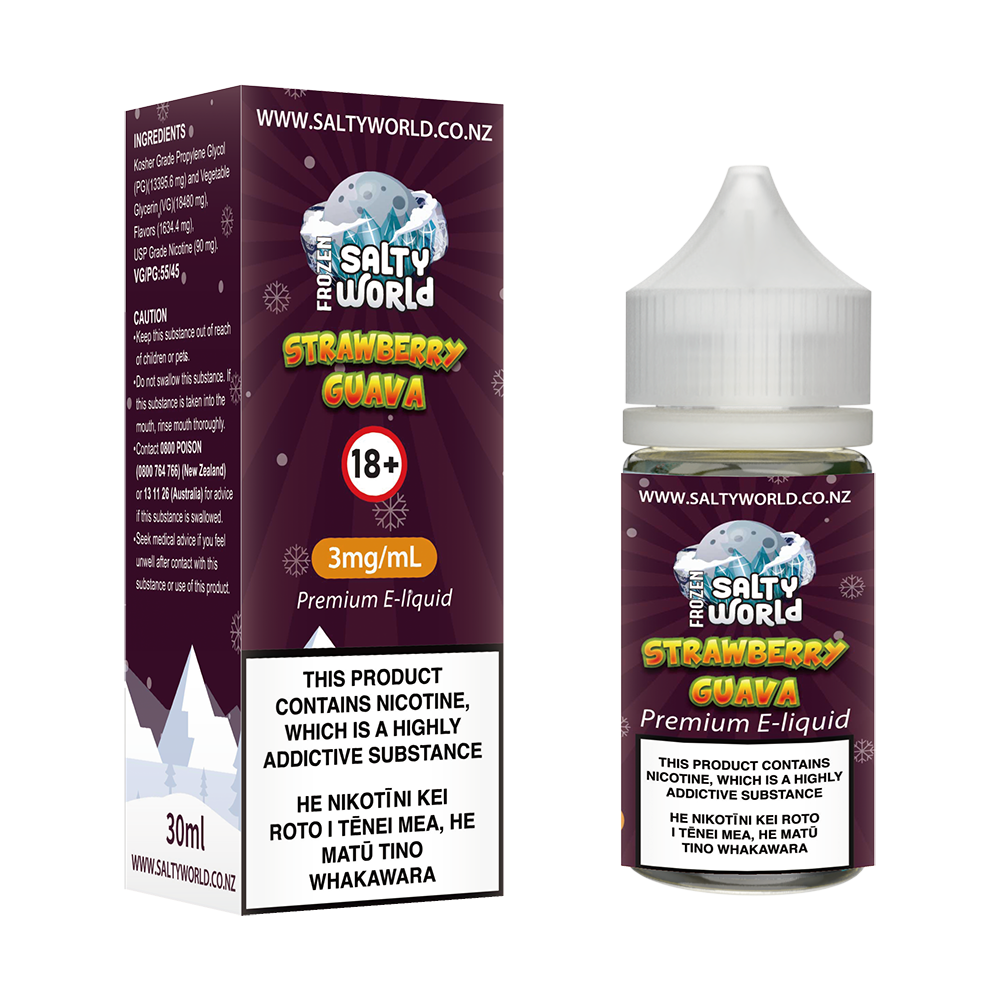 INGREDIENTS
Kosher Grade Propylene Glycol
(PG)(13395.6 mg) and Vegetable
Glycerin (VG)(18480 mg),
Flavors (1634.4 mg),
USP Grade Nicotine (90 mg).
VG/PG:55/45
CAUTION
•Keep this substance out of reach
of children or pets.
•Do not swallow this substance. If
this substance is taken into the
mouth, rinse mouth thoroughly.
•Contact 0800 POISON
(0800 764 766) (New Zealand)
or 13 11 26 (Australia) for advice
if this substance is swallowed.
•Seek medical advice if you feel
unwell after contact with this
substance or use of this product.
30ml
WWW.SALTYWORLD.CO.NZ
WWW.SALTYWORLD.CO.NZ
FROZEN
SALTY
WORLD
STRAWBERRY
GUAVA
18+
3mg/mL
Premium E-liquid
THIS PRODUCT
CONTAINS NICOTINE,
WHICH IS A HIGHLY
ADDICTIVE SUBSTANCE
HE NIKOTĪNI KEI
ROTO I TĒNEI MEA, HE
MATŪ TINO
WHAKAWARA
WWW.SALTYWORLD.CO.NZ
FROZEN
SALTY
WORLD
STRAWBERRY
GUAVA
Premium E-liquid
THIS PRODUCT CONTAINS
NICOTINE, WHICH IS A HIGHLY
ADDICTIVE SUBSTANCE
HE NIKOTĪNI KEI ROTO
I TĒNEI MEA, HE MATŪ
TINO WHAKAWARA